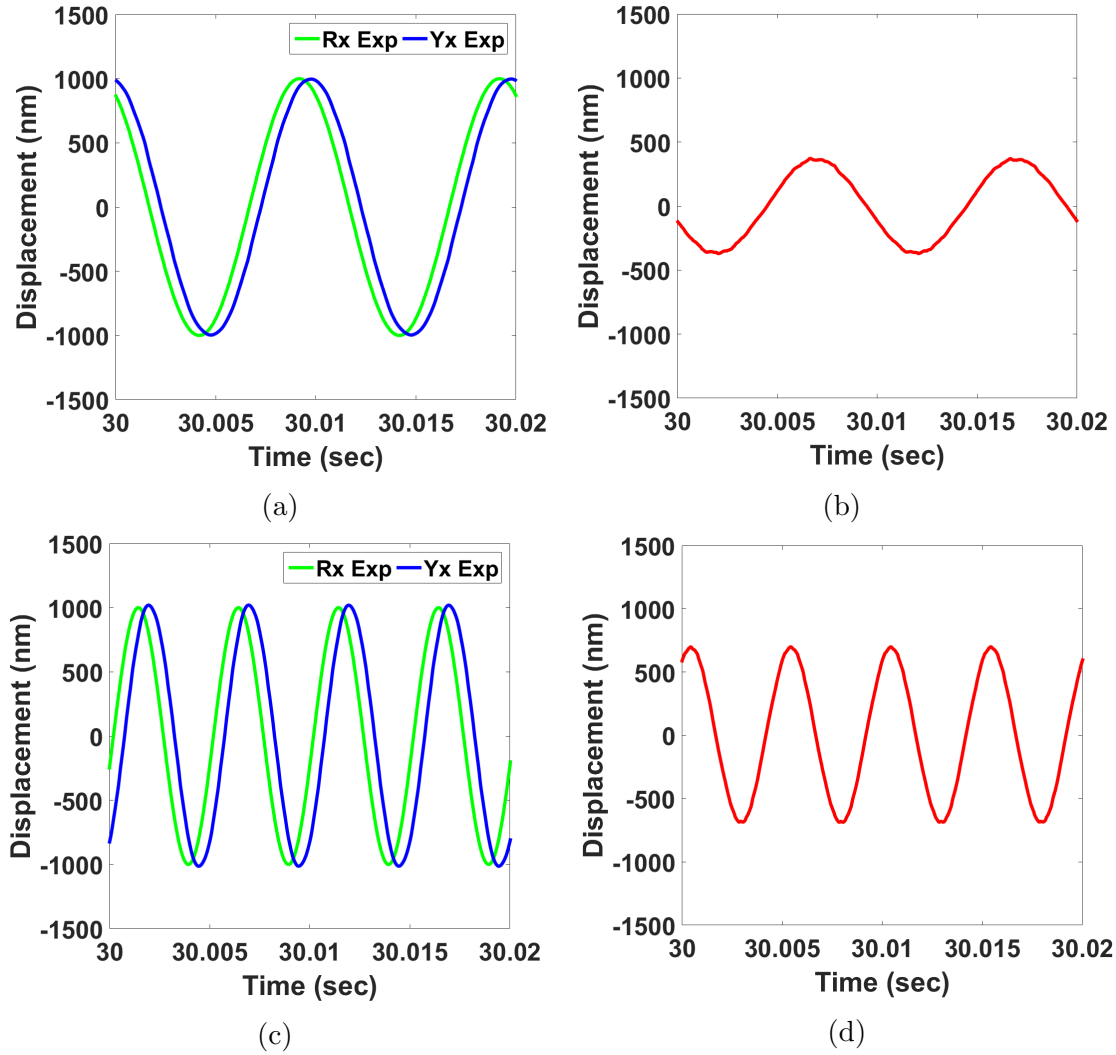 1500
1000
500
0
-500
-1000
-1500
Displacement (nm)
Rx Exp Yx Exp
30 30.005 30.01 30.015 30.02
Time (sec)
(a)
1500
1000
500
0
-500
-1000
-1500
Displacement (nm)
30 30.005 30.01 30.015 30.02
Time (sec)
(b)
1500
1000
500
0
-500
-1000
-1500
Displacement (nm)
Rx Exp Yx Exp
30 30.005 30.01 30.015 30.02
Time (sec)
(c)
1500
1000
500
0
-500
-1000
-1500
Displacement (nm)
30 30.005 30.01 30.015 30.02
Time (sec)
(d)